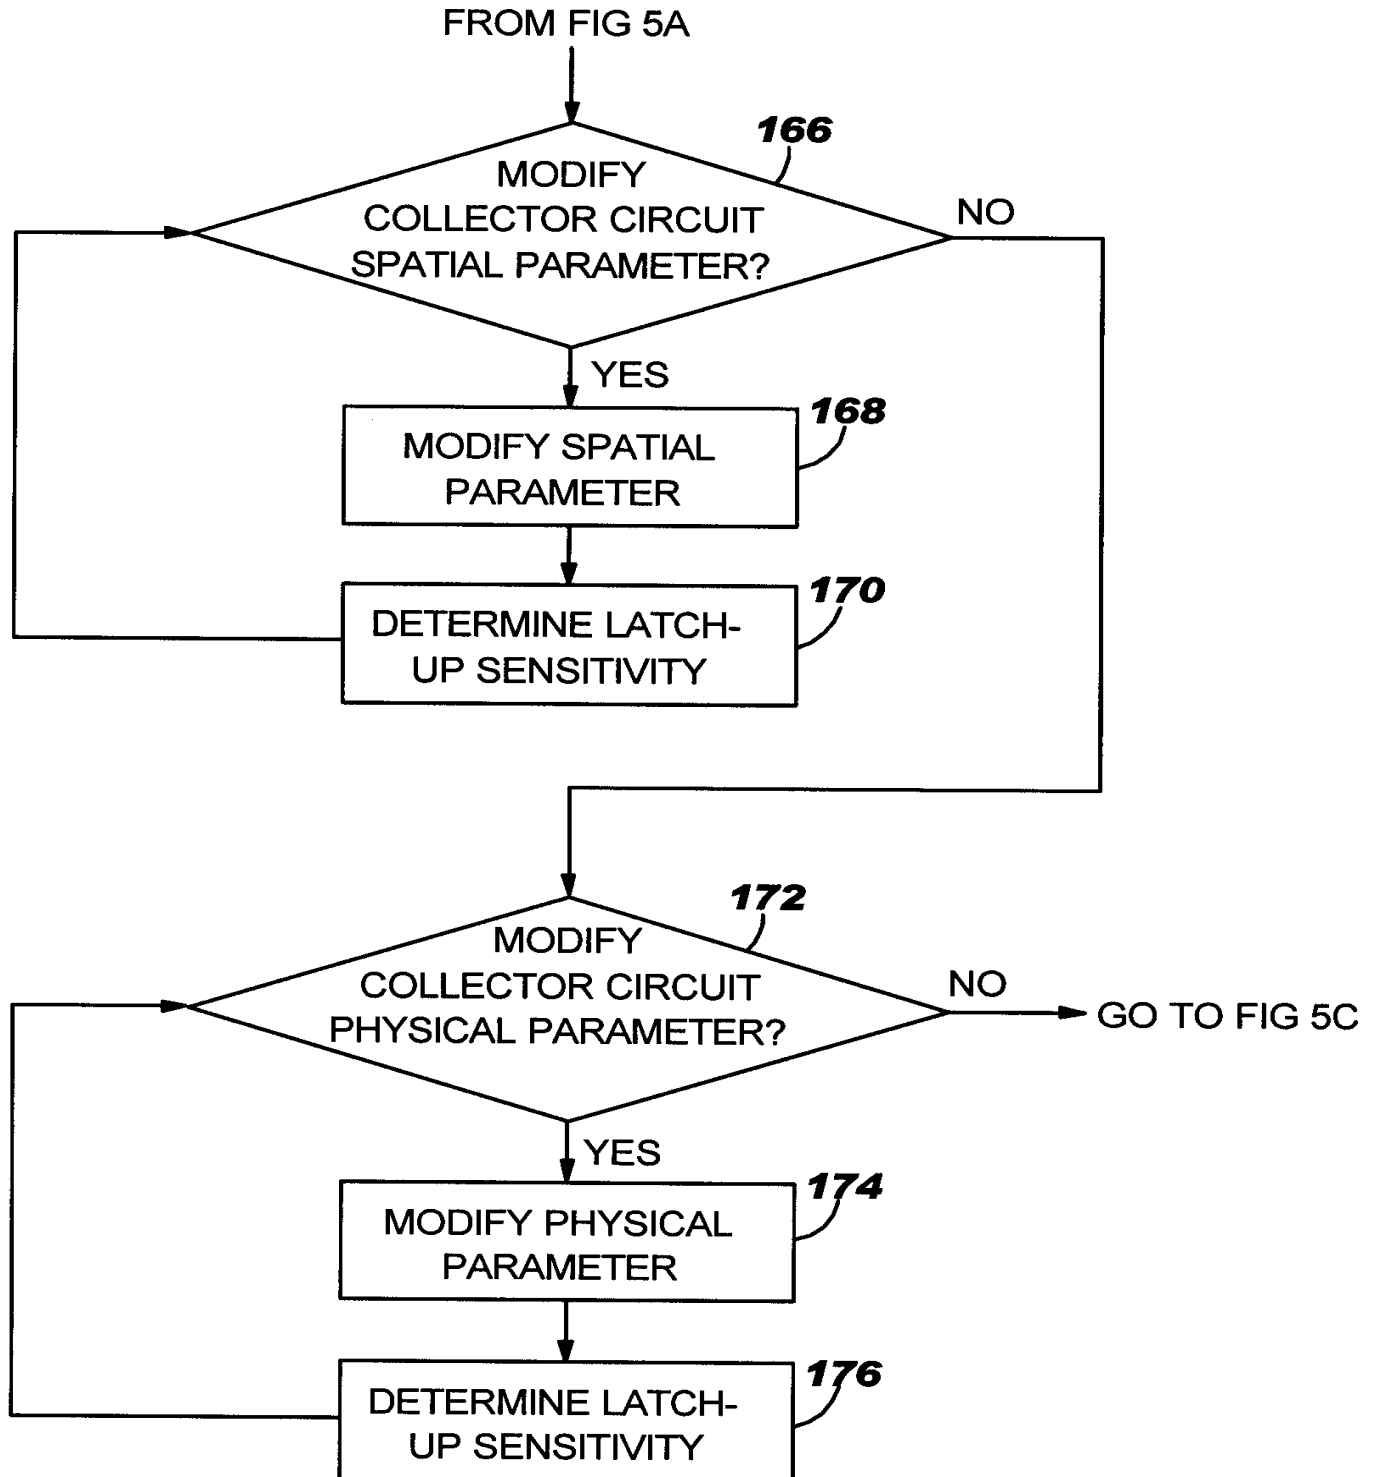 FROM FIG 5A
166
MODIFY
COLLECTOR CIRCUIT
SPATIAL PARAMETER?
NO
YES
168
MODIFY SPATIAL
PARAMETER
170
DETERMINE LATCH-
UP SENSITIVITY
172
MODIFY
COLLECTOR CIRCUIT
PHYSICAL PARAMETER?
NO
GO TO FIG 5C
YES
174
MODIFY PHYSICAL
PARAMETER
176
DETERMINE LATCH-
UP SENSITIVITY